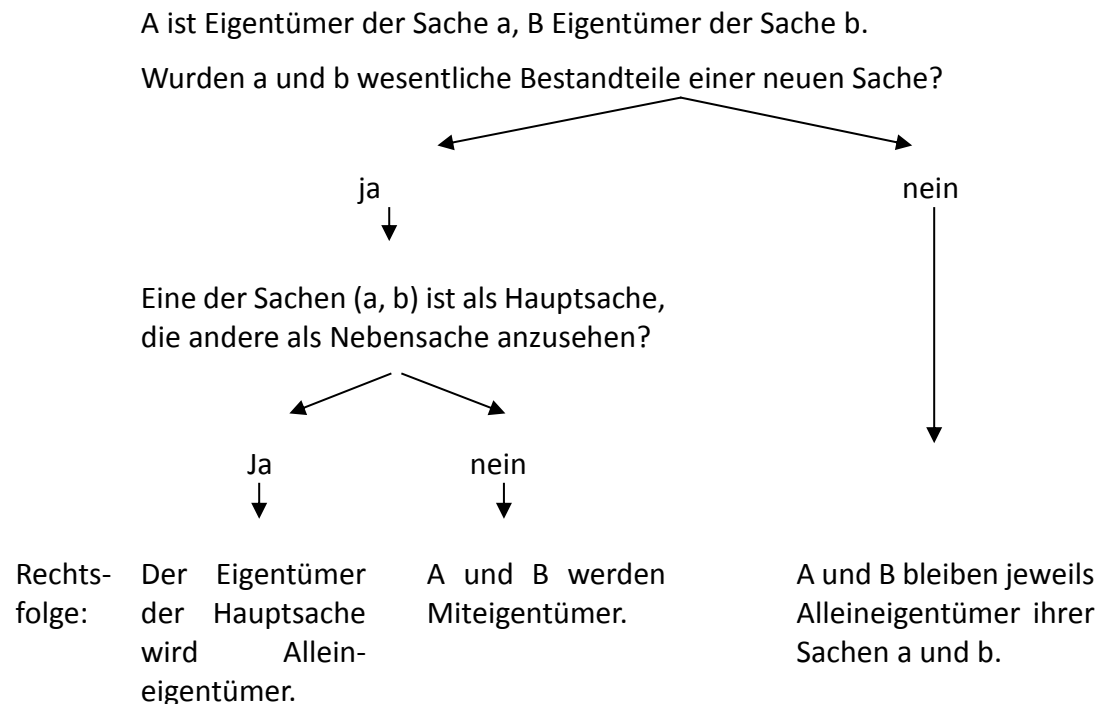 A ist Eigentümer der Sache a, B Eigentümer der Sache b.
Wurden a und b wesentliche Bestandteile einer neuen Sache?
ja
nein
Eine der Sachen (a, b) ist als Hauptsache,
die andere als Nebensache anzusehen?
Ja
nein
Rechts-
folge:
Der Eigentümer
der Hauptsache
wird Allein-
eigentümer.
A und B werden
Miteigentümer.
A und B bleiben jeweils
Alleineigentümer ihrer
Sachen a und b.